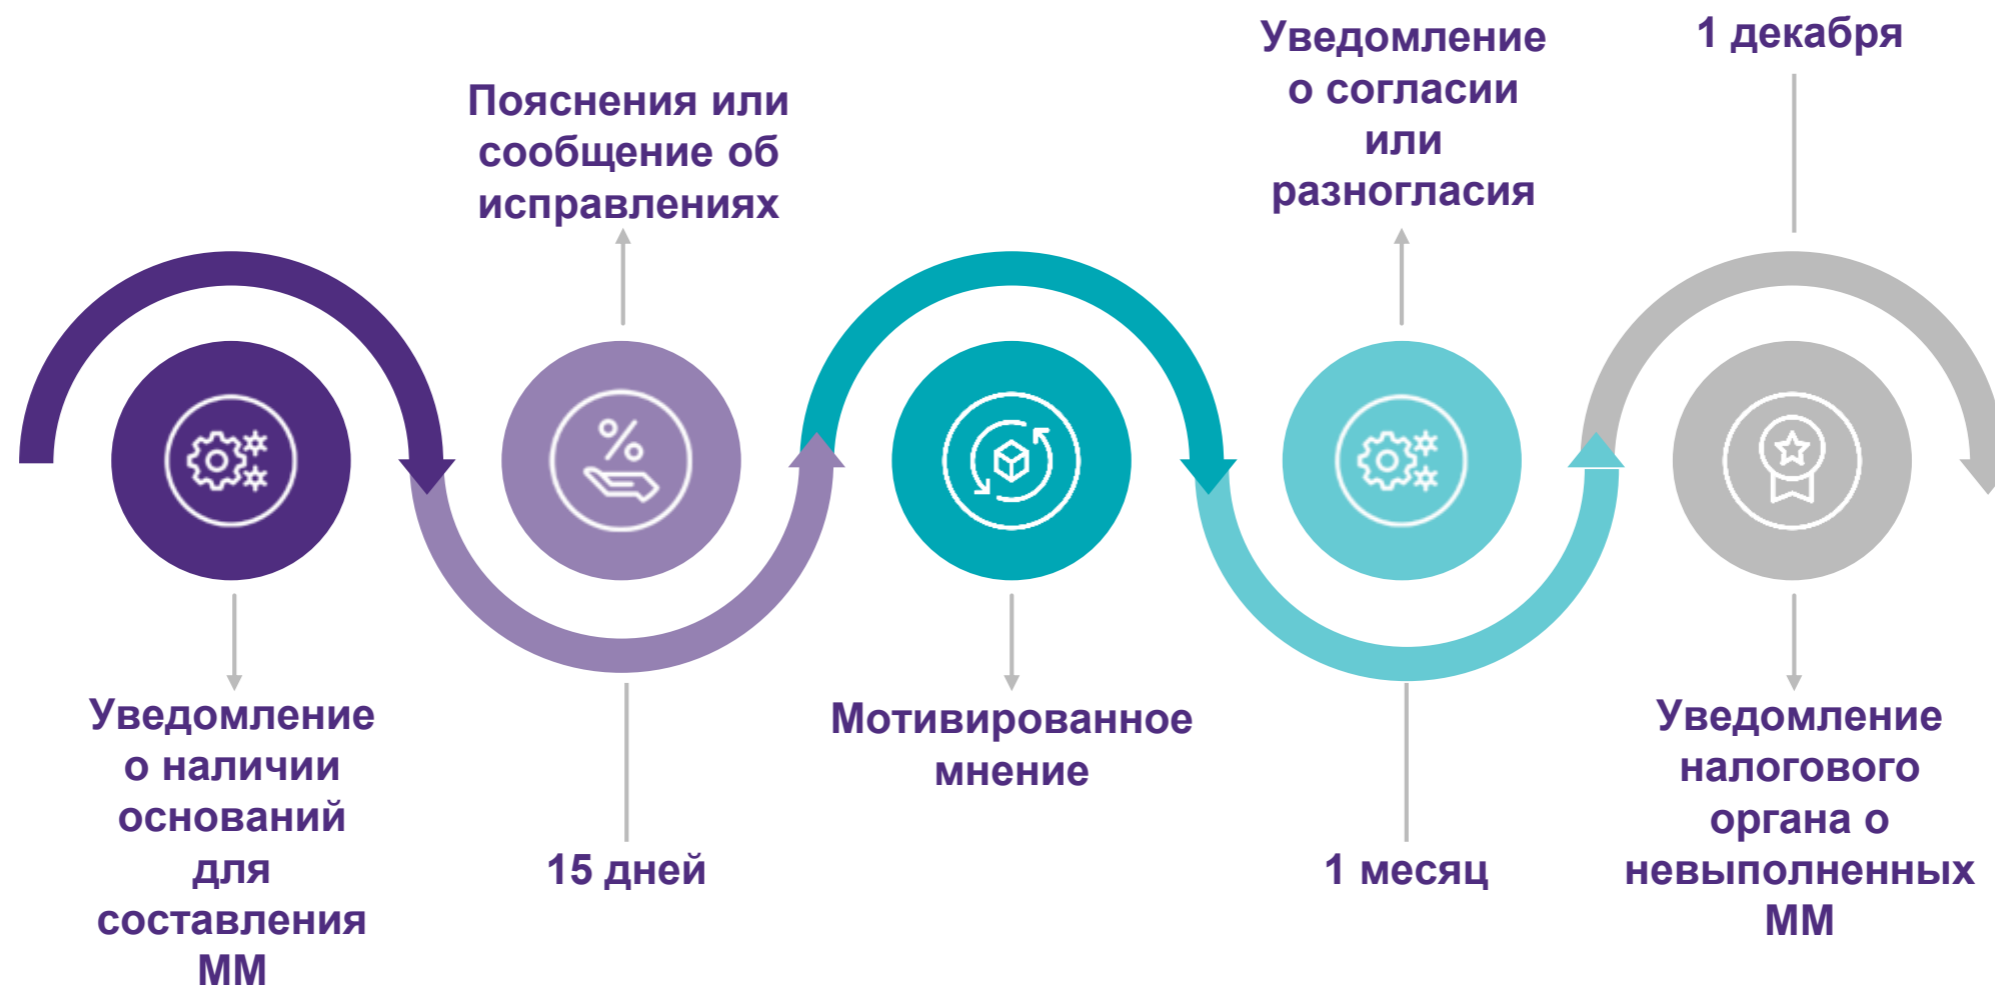 Уведомление
о наличии
оснований
для
составления
ММ
Пояснения или
сообщение об
исправлениях
15 дней
Мотивированное
мнение
Уведомление
о согласии
или
разногласия
1 месяц
1 декабря
Уведомление
налогового
органа о
невыполненных
ММ